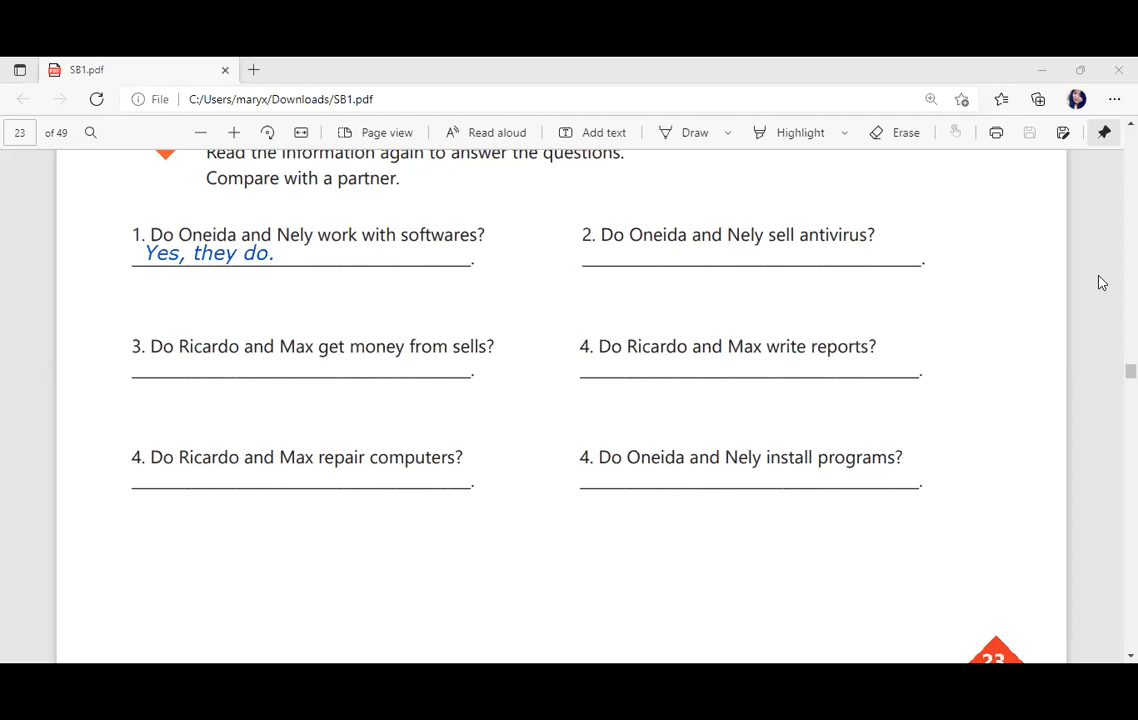 SB1.pdf
File C:/Users/maryx/Downloads/SB1.pdf
23 of 49 Page view Read aloud Add text Draw Highlight Erase
Read the information again to answer the questions.
Compare with a partner.
1. Do Oneida and Nely work with softwares?
Yes, they do.
2. Do Oneida and Nely sell antivirus?
3. Do Ricardo and Max get money from sells?
4. Do Ricardo and Max write reports?
4. Do Ricardo and Max repair computers?
4. Do Oneida and Nely install programs?
23